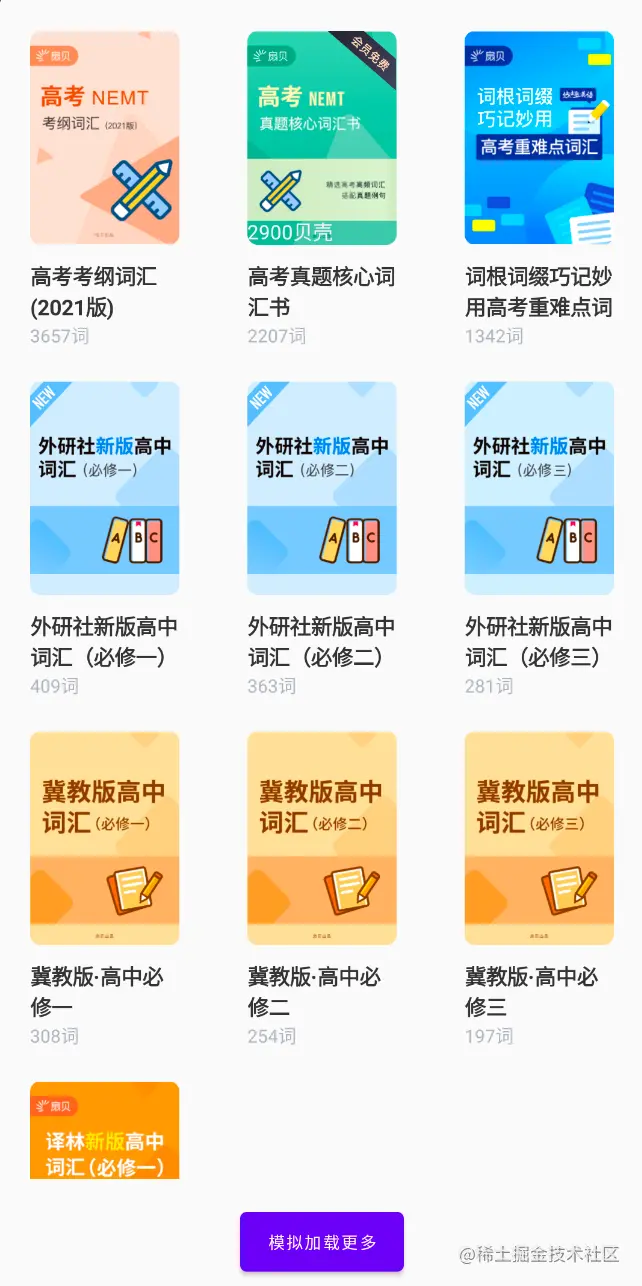 扇贝
高考 NEMT
考纲词汇 (2021版)
扇贝
会员免费
高考 NEMT
真题核心词汇书
精选高考高频词汇
搭配真题例句
2900贝壳
扇贝
词根词缀
巧记妙用
高考重难点词汇
高考考纲词汇
(2021版)
3657词
高考真题核心词
汇书
2207词
词根词缀巧记妙
用高考重难点词
1342词
NEW
外研社新版高中
词汇（必修一）
NEW
外研社新版高中
词汇（必修二）
NEW
外研社新版高中
词汇（必修三）
A B C
A B C
A B C
外研社新版高中
词汇（必修一）
409词
外研社新版高中
词汇（必修二）
363词
外研社新版高中
词汇（必修三）
281词
冀教版高中
词汇（必修一）
冀教版高中
词汇（必修二）
冀教版高中
词汇（必修三）
冀教版·高中必
修一
308词
冀教版·高中必
修二
254词
冀教版·高中必
修三
197词
扇贝
译林新版高中
词汇（必修一）
模拟加载更多
@稀土掘金技术社区